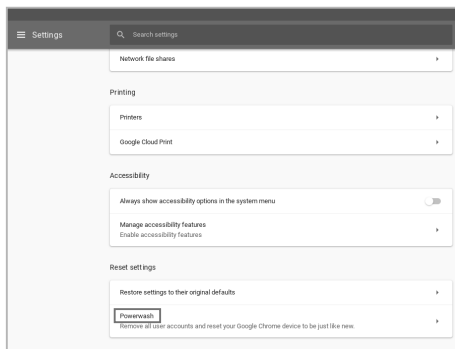 Settings
Search settings
Network file shares
Printing
Printers
Google Cloud Print
Accessibility
Always show accessibility options in the system menu
Manage accessibility features
Enable accessibility features
Reset settings
Restore settings to their original defaults
Powerwash
Remove all user accounts and reset your Google Chrome device to be just like new.